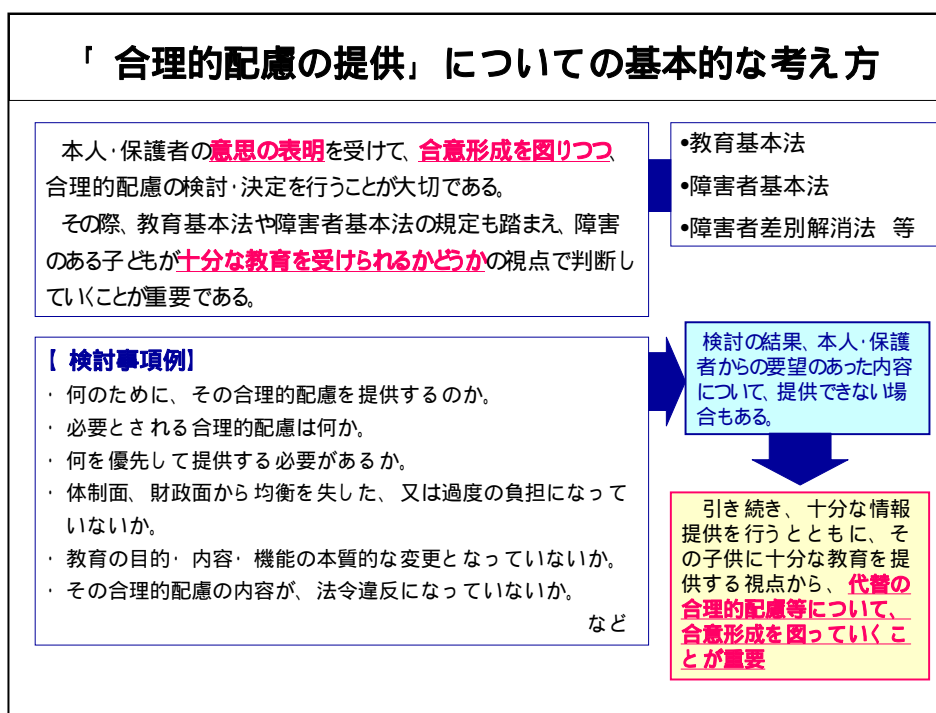 「合理的配慮の提供」についての基本的な考え方
本人・保護者の意思の表明を受けて、合意形成を図りつつ、
合理的配慮の検討・決定を行うことが大切である。
その際、教育基本法や障害者基本法の規定も踏まえ、障害
のある子どもが十分な教育を受けられるかどうかの視点で判断し
ていくことが重要である。
•教育基本法
•障害者基本法
•障害者差別解消法 等
【検討事項例】
・ 何のために、その合理的配慮を提供するのか。
・ 必要とされる合理的配慮は何か。
・ 何を優先して提供する必要があるか。
・ 体制面、財政面から均衡を失した、又は過度の負担になって
いないか。
・ 教育の目的・内容・機能の本質的な変更となっていないか。
・ その合理的配慮の内容が、法令違反になっていないか。
など
検討の結果、本人・保護
者からの要望のあった内容
について、提供できない場
合もある。
引き続き、十分な情報
提供を行うとともに、そ
の子供に十分な教育を提
供する視点から、代替の
合理的配慮等について、
合意形成を図っていくこ
とが重要